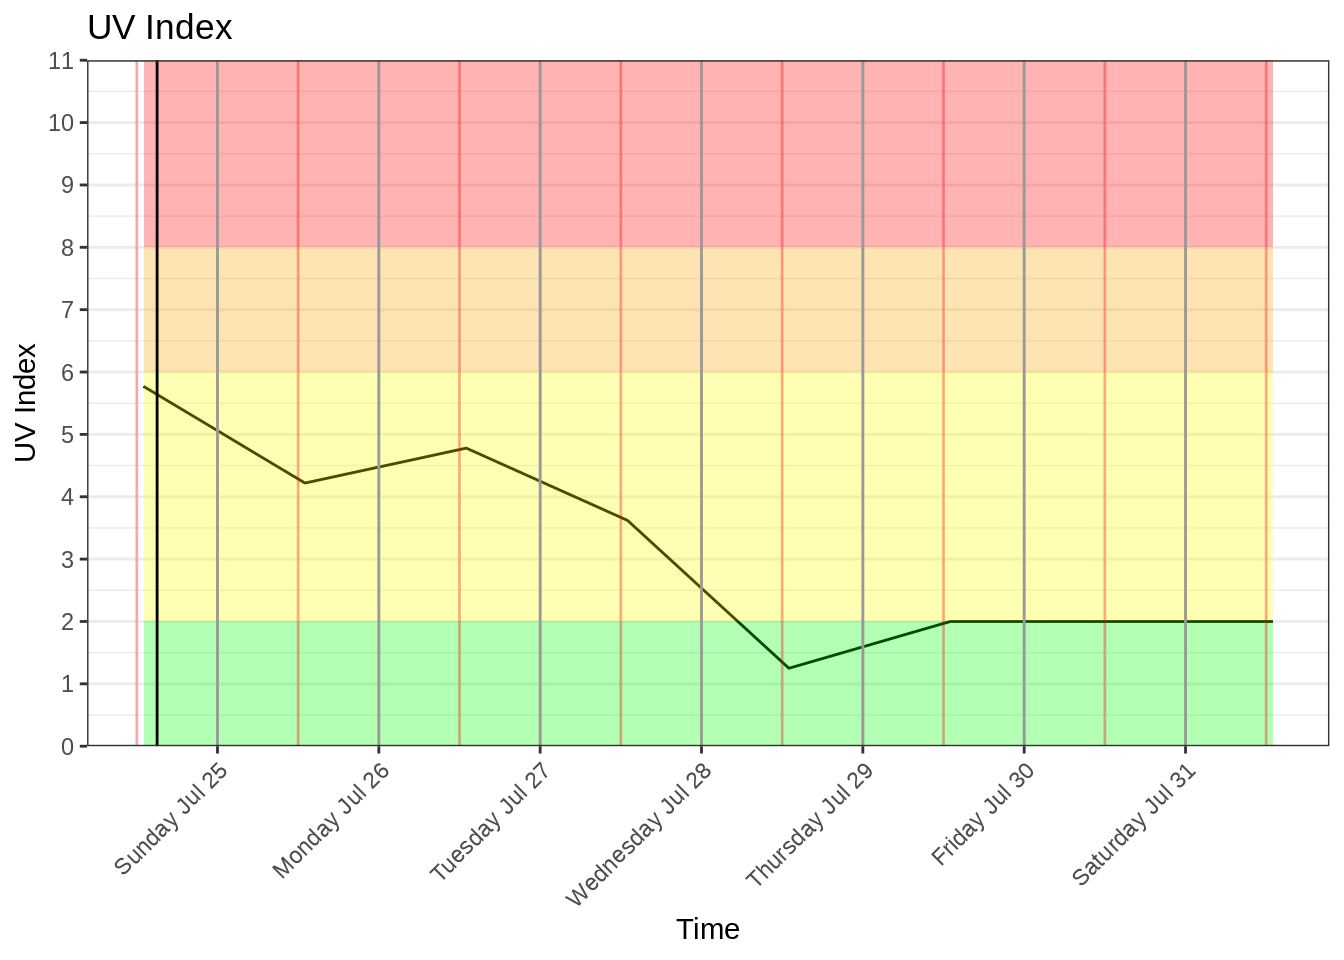 UV Index
11
10
9
8
7
6
5
4
3
2
1
0
UV Index
Sunday Jul 25
Monday Jul 26
Tuesday Jul 27
Wednesday Jul 28
Thursday Jul 29
Friday Jul 30
Saturday Jul 31
Time